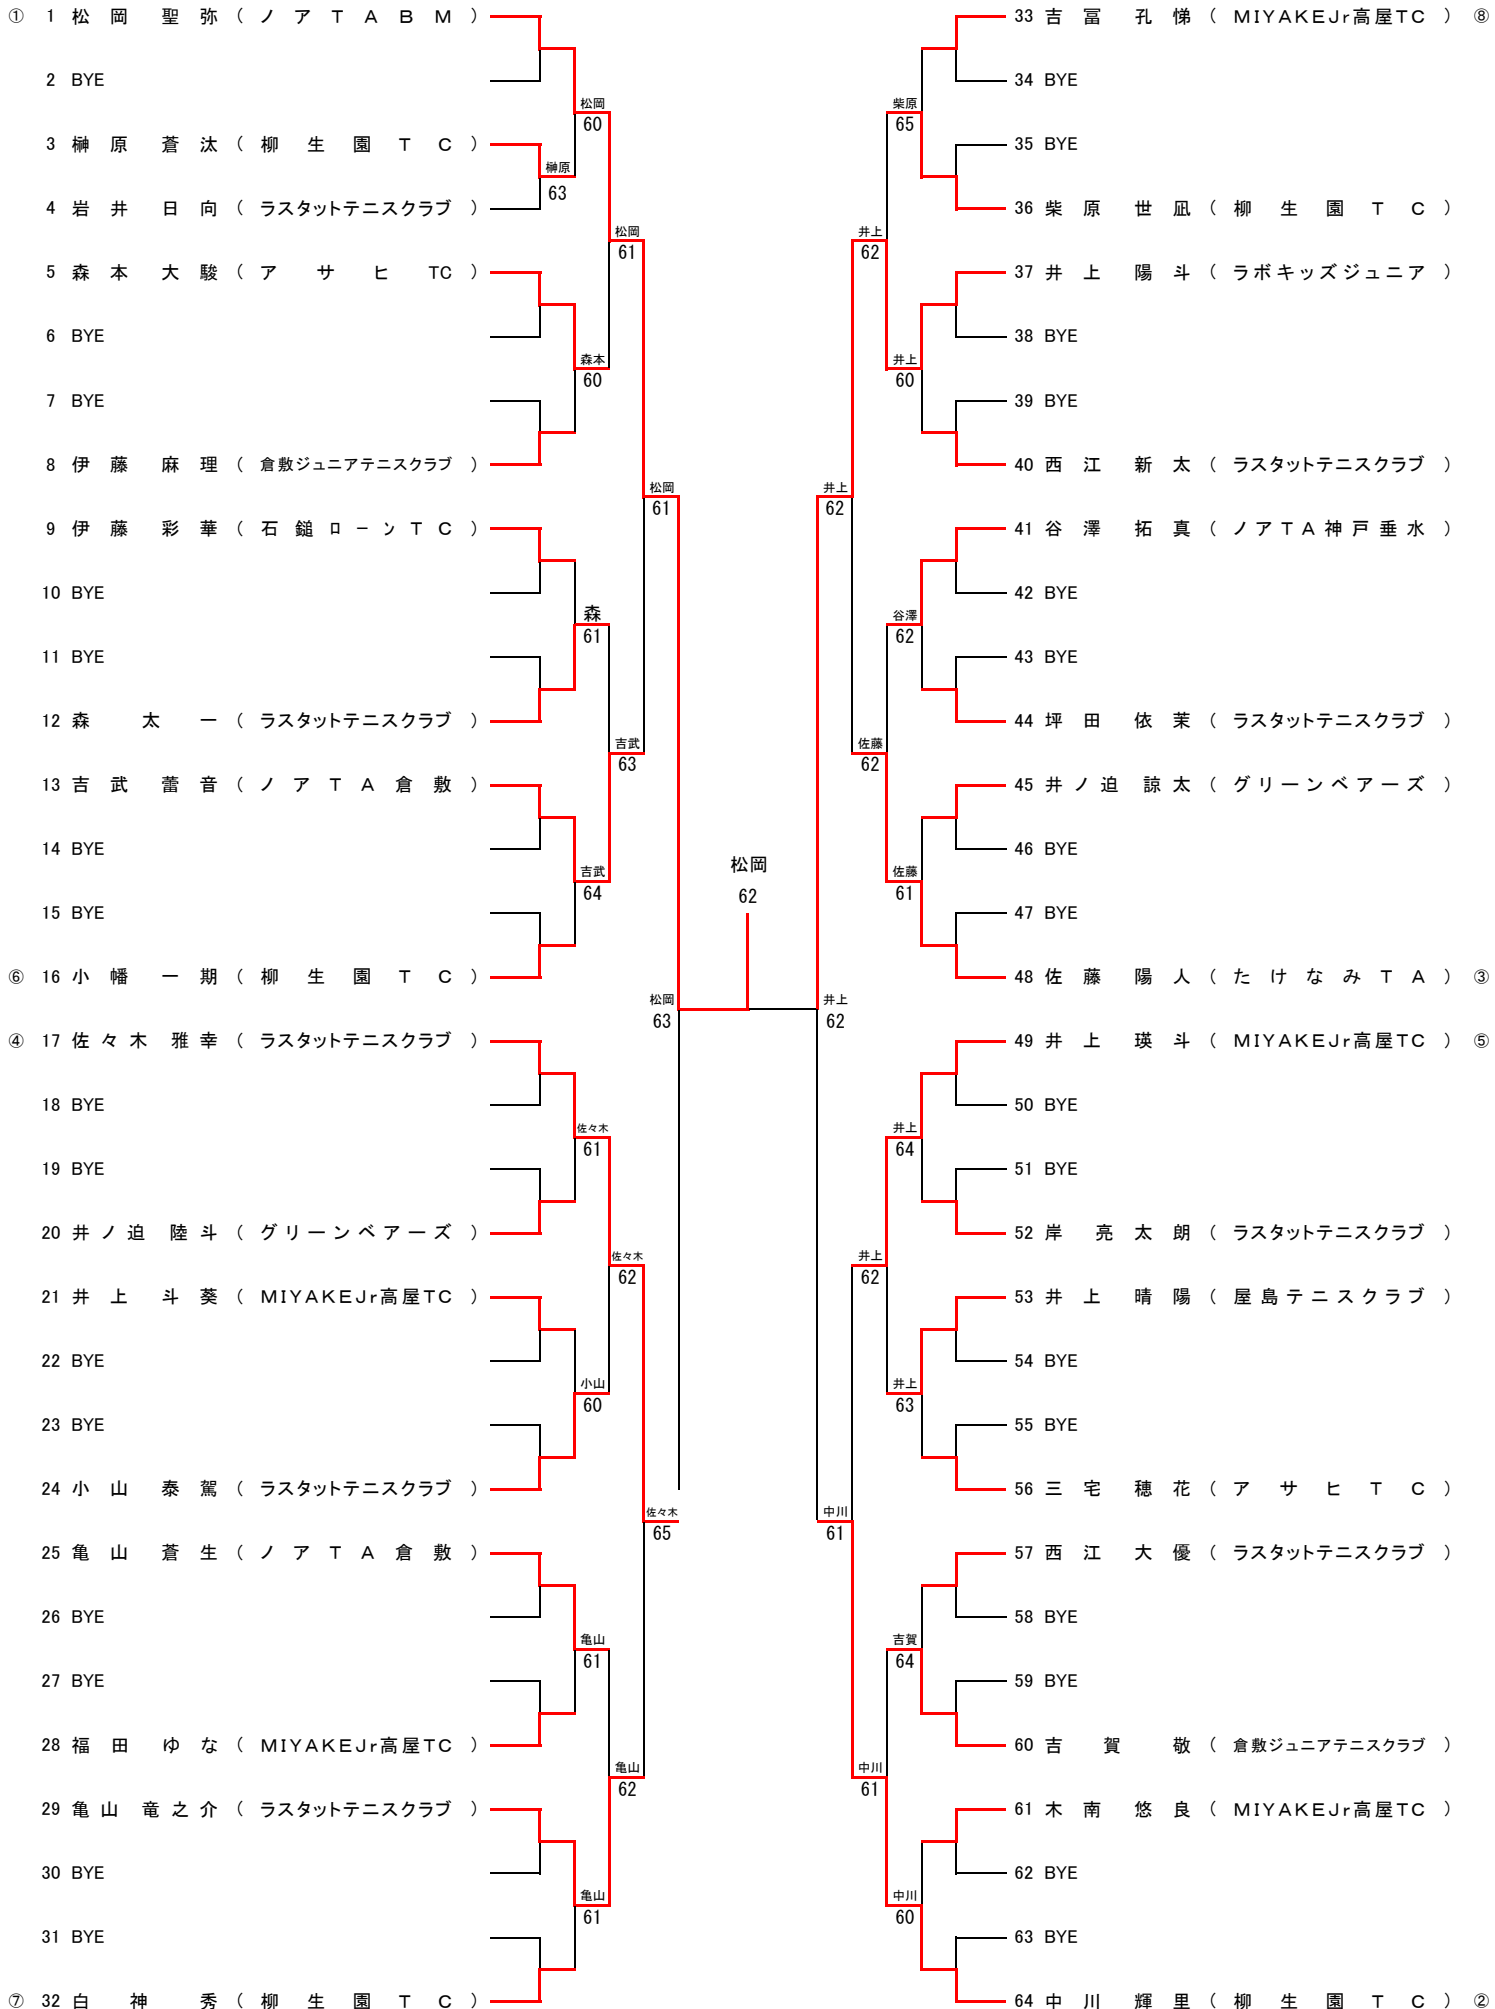 ① 1 松岡 聖弥 (ノアTABM)
2 BYE
松岡
60
3 榊原 蒼汰 (柳生園TC)
榊原
63
4 岩井 日向 (ラスタットテニスクラブ)
松岡
61
5 森本 大駿 (アサヒTC)
6 BYE
森本
60
7 BYE
8 伊藤 麻理 (倉敷ジュニアテニスクラブ)
松岡
61
9 伊藤 彩華 (石鎚ローンTC)
10 BYE
森
61
11 BYE
12 森 太一 (ラスタットテニスクラブ)
吉武
63
13 吉武 蕾音 (ノアTA倉敷)
14 BYE
吉武
64
15 BYE
⑥ 16 小幡 一期 (柳生園TC)
松岡
63
④ 17 佐々木 雅幸 (ラスタットテニスクラブ)
18 BYE
佐々木
61
19 BYE
20 井ノ迫 陸斗 (グリーンベアーズ)
佐々木
62
21 井上 斗葵 (MIYAKEJr高屋TC)
22 BYE
小山
60
23 BYE
24 小山 泰駕 (ラスタットテニスクラブ)
佐々木
65
25 亀山 蒼生 (ノアTA倉敷)
26 BYE
亀山
61
27 BYE
28 福田 ゆな (MIYAKEJr高屋TC)
亀山
62
29 亀山 竜之介 (ラスタットテニスクラブ)
30 BYE
亀山
61
31 BYE
⑦ 32 白神 秀 (柳生園TC)
松岡
62
33 吉冨 孔悌 (MIYAKEJr高屋TC) ⑧
34 BYE
柴原
65
35 BYE
36 柴原 世凪 (柳生園TC)
井上
62
37 井上 陽斗 (ラボキッズジュニア)
38 BYE
井上
60
39 BYE
40 西江 新太 (ラスタットテニスクラブ)
井上
62
41 谷澤 拓真 (ノアTA神戸垂水)
42 BYE
谷澤
62
43 BYE
44 坪田 依茉 (ラスタットテニスクラブ)
佐藤
62
45 井ノ迫 諒太 (グリーンベアーズ)
46 BYE
佐藤
61
47 BYE
48 佐藤 陽人 (たけなみTA) ③
井上
62
49 井上 瑛斗 (MIYAKEJr高屋TC) ⑤
50 BYE
井上
64
51 BYE
52 岸 亮太朗 (ラスタットテニスクラブ)
井上
62
53 井上 晴陽 (屋島テニスクラブ)
54 BYE
井上
63
55 BYE
56 三宅 穂花 (アサヒTC)
中川
61
57 西江 大優 (ラスタットテニスクラブ)
58 BYE
吉賀
64
59 BYE
60 吉賀 敬 (倉敷ジュニアテニスクラブ)
中川
61
61 木南 悠良 (MIYAKEJr高屋TC)
62 BYE
中川
60
63 BYE
64 中川 輝里 (柳生園TC) ②